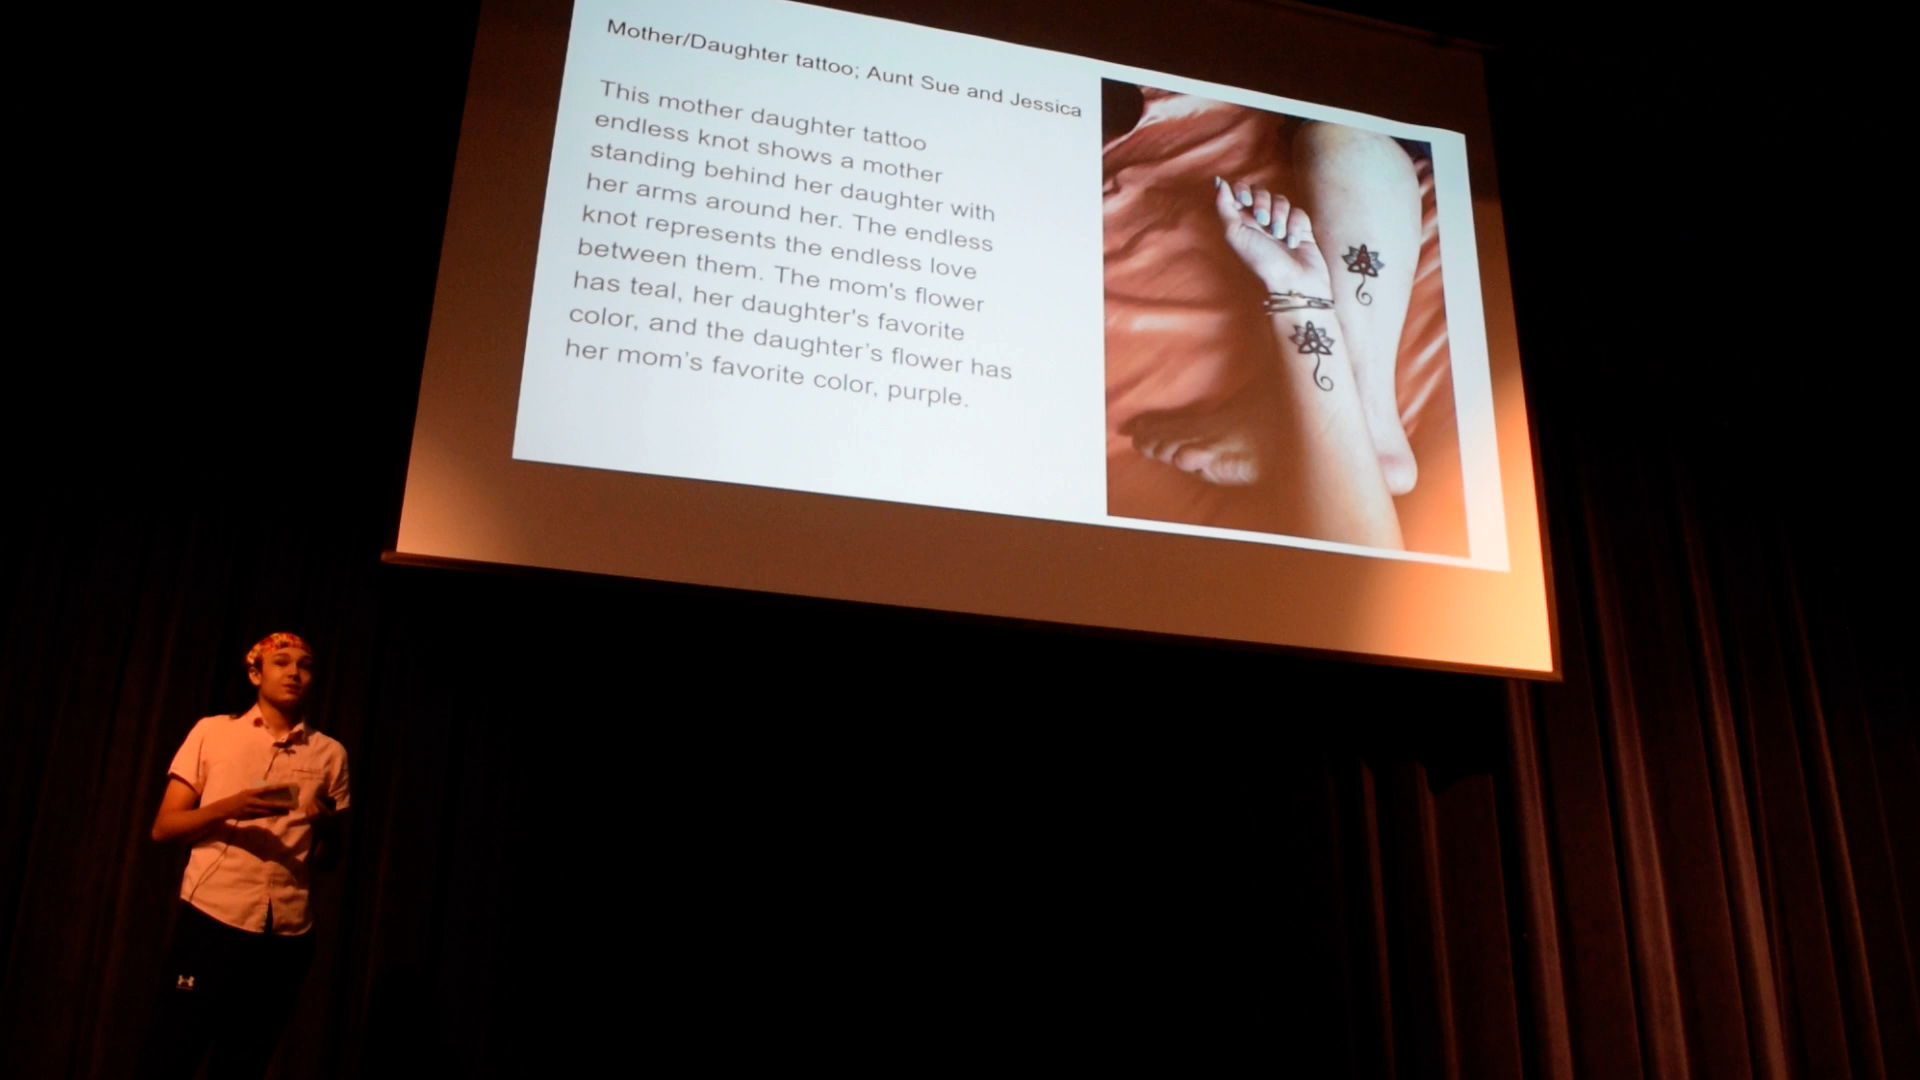 Mother/Daughter tattoo; Aunt Sue and Jessica
This mother daughter tattoo
endless knot shows a mother
standing behind her daughter with
her arms around her. The endless
knot represents the endless love
between them. The mom's flower
has teal, her daughter's favorite
color, and the daughter’s flower has
her mom’s favorite color, purple.